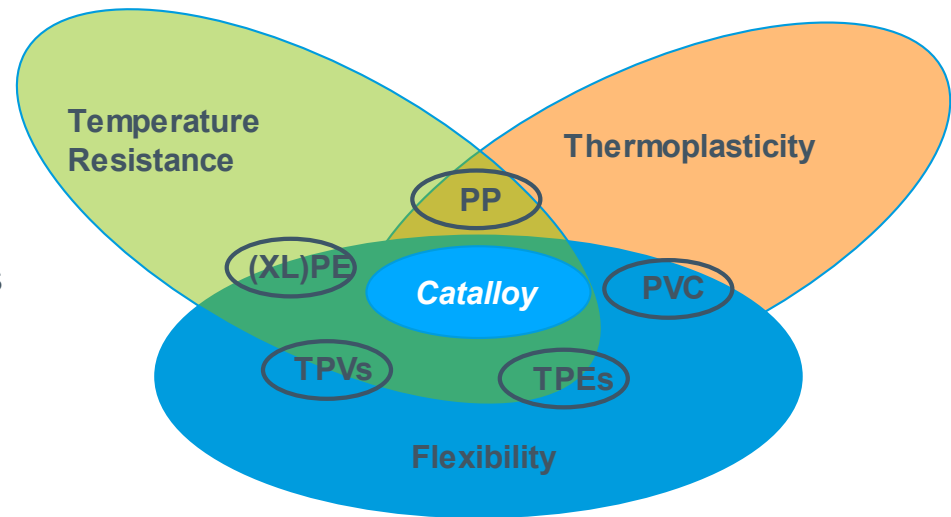 Temperature
Resistance
Thermoplasticity
PP
(XL)PE
Catalloy
PVC
TPVs
TPEs
Flexibility